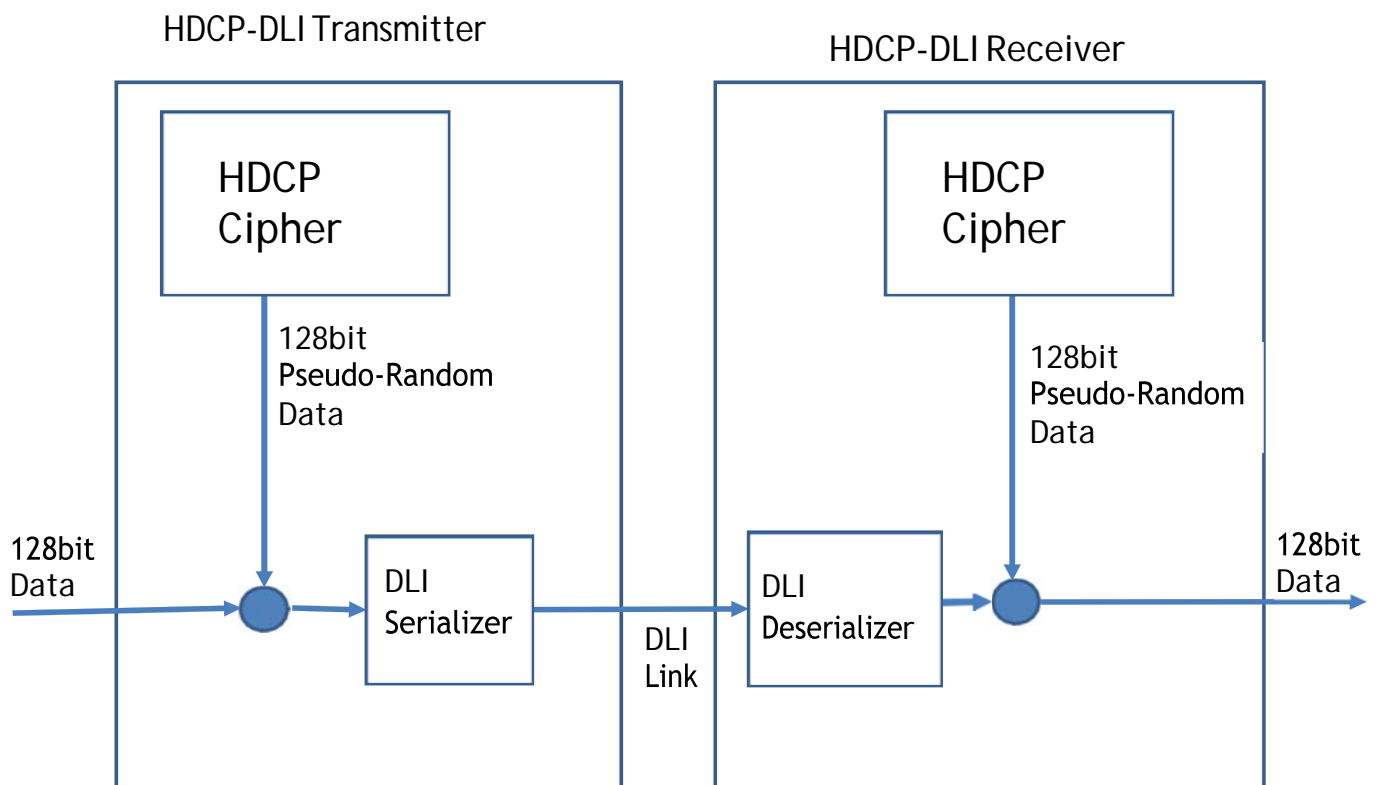 HDCP-DLI Transmitter
HDCP-DLI Receiver
HDCP
Cipher
HDCP
Cipher
128bit
Pseudo-Random
Data
128bit
Pseudo-Random
Data
128bit
Data
DLI
Serializer
DLI
Link
DLI
Deserializer
128bit
Data